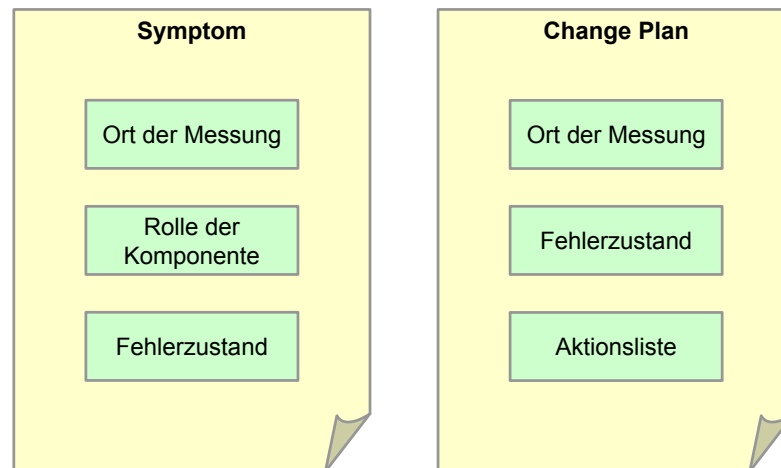 Symptom
Ort der Messung
Rolle der
Komponente
Fehlerzustand
Change Plan
Ort der Messung
Fehlerzustand
Aktionsliste